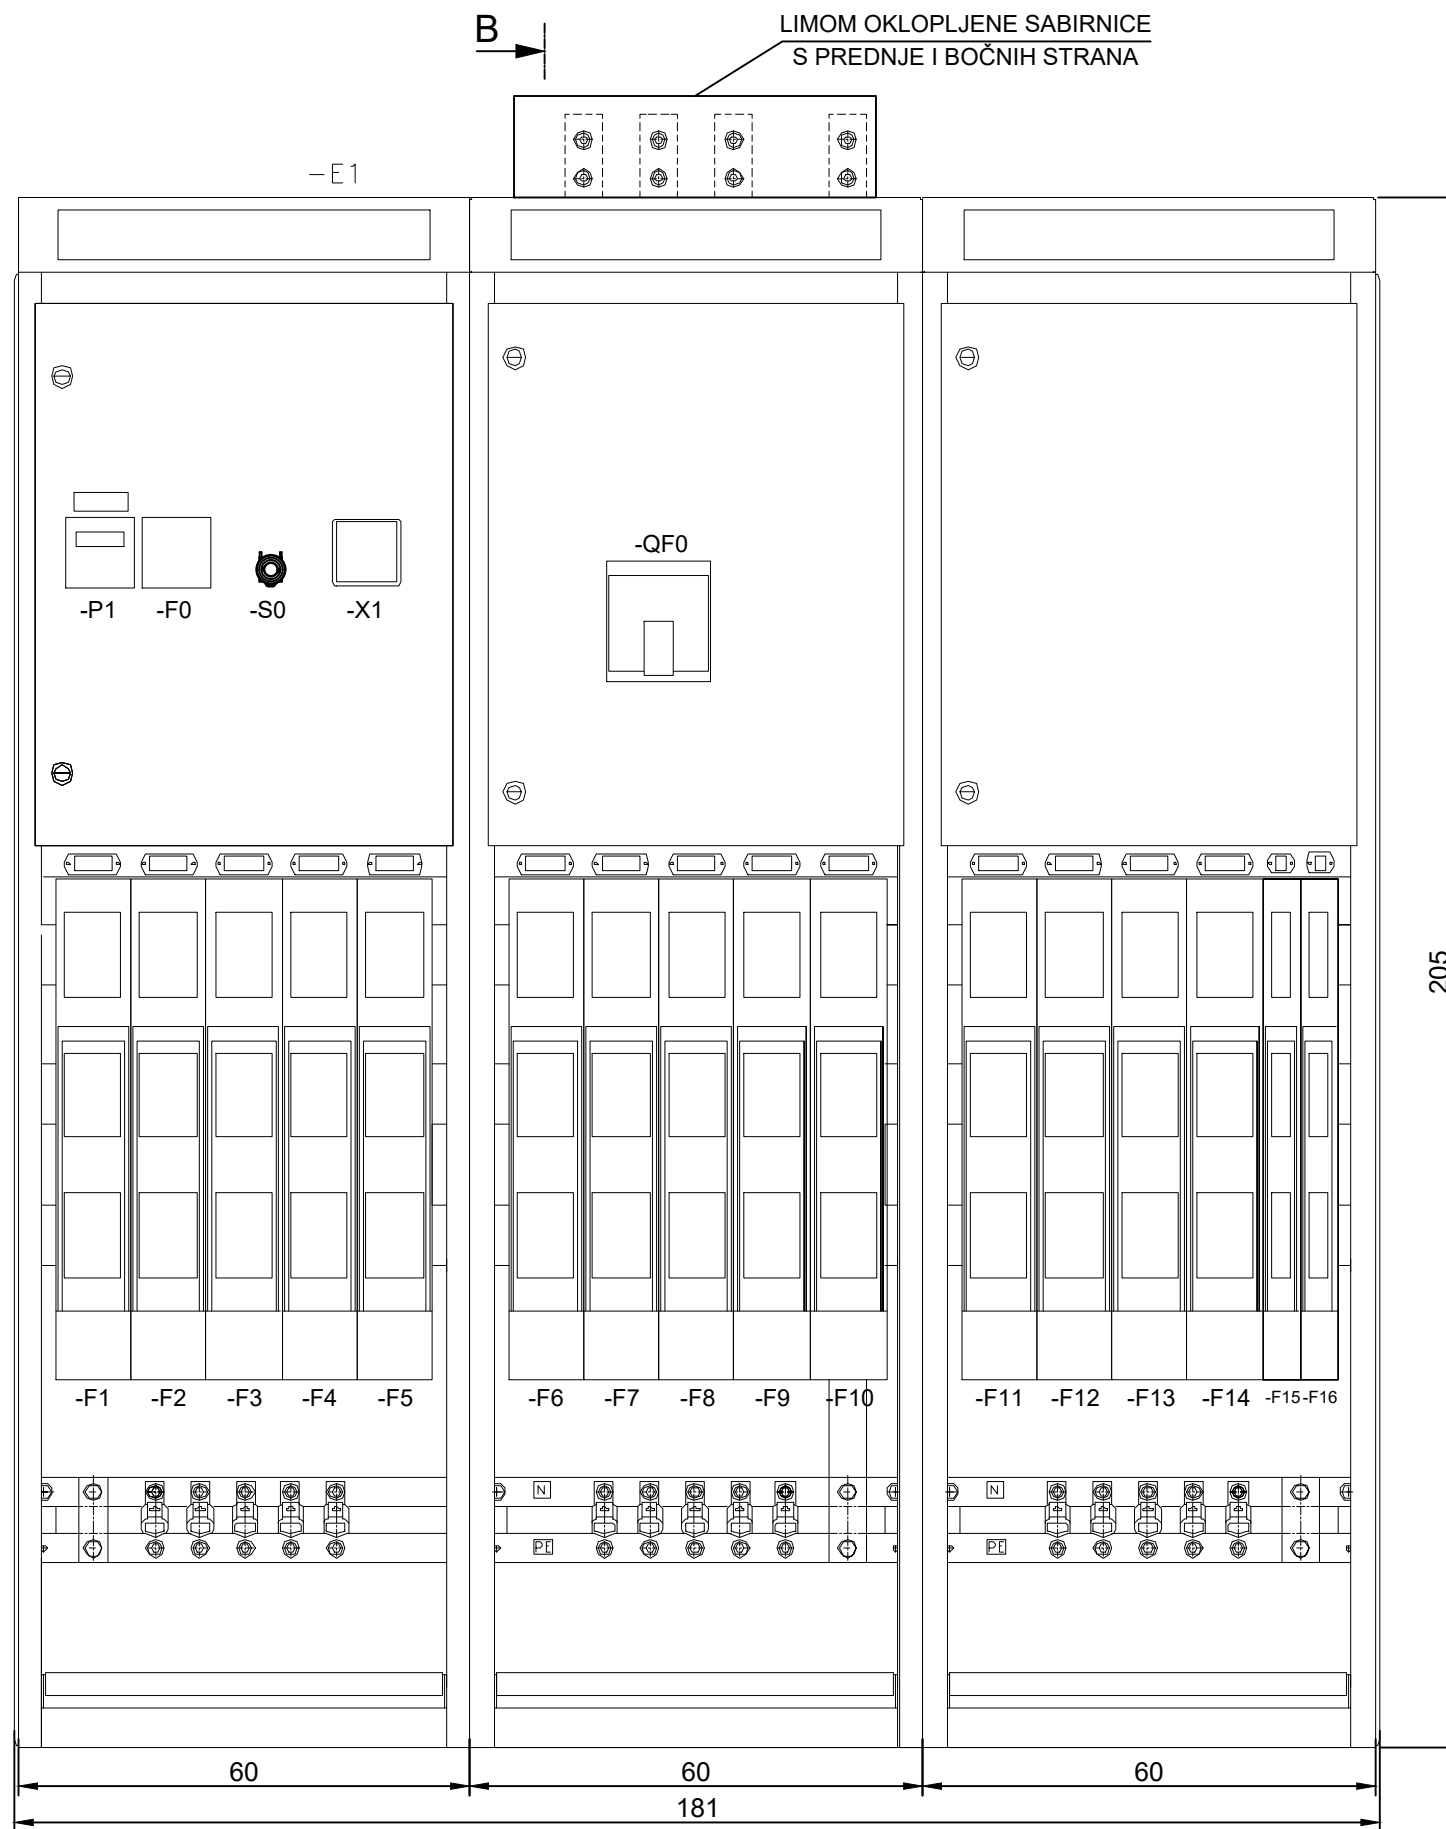 B
LIMOM OKLOPLJENE SABIRNICE
S PREDNJE I BOČNIH STRANA
-E1
-QF0
-P1 -F0 -S0 -X1
205
-F1 -F2 -F3 -F4 -F5 -F6 -F7 -F8 -F9 -F10 -F11 -F12 -F13 -F14 -F15 -F16
N N
PE PE
60 60 60
181